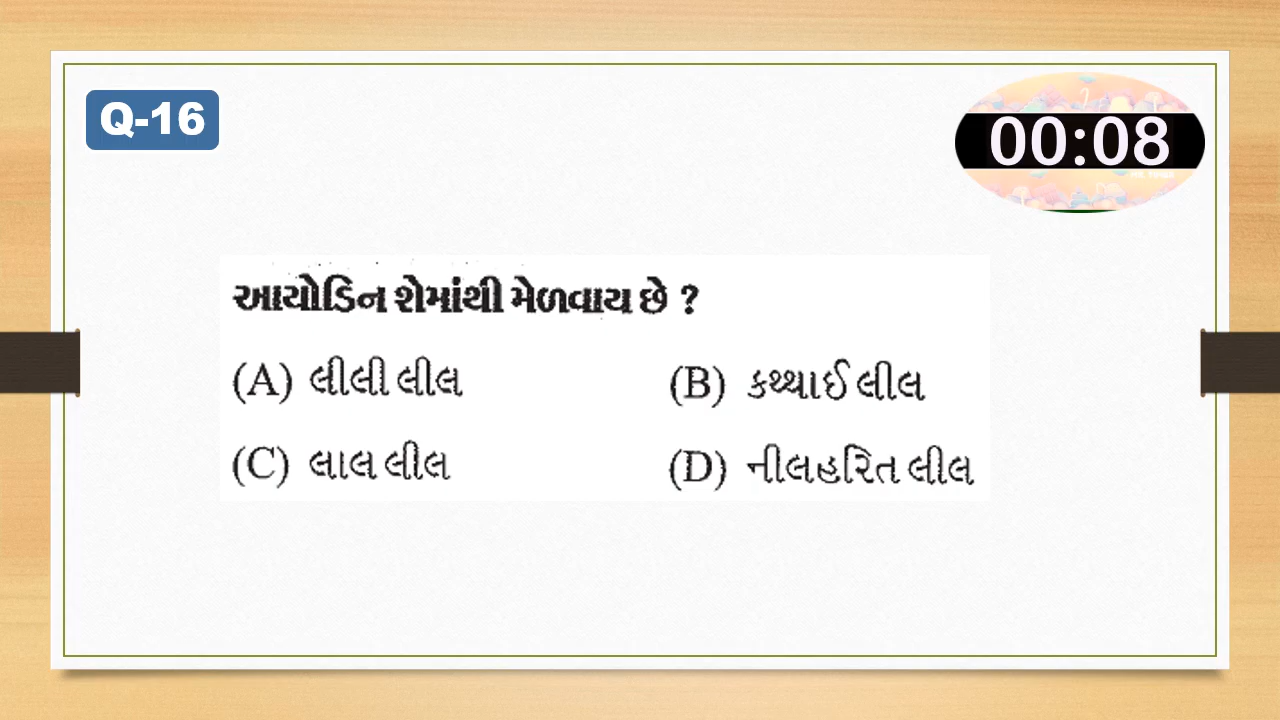 Q-16
00:08
આયોડિન શેમાંથી મેળવાય છે ?
(A) લીલી લીલ
(B) કથ્થાઈ લીલ
(C) લાલ લીલ
(D) નીલહરિત લીલ